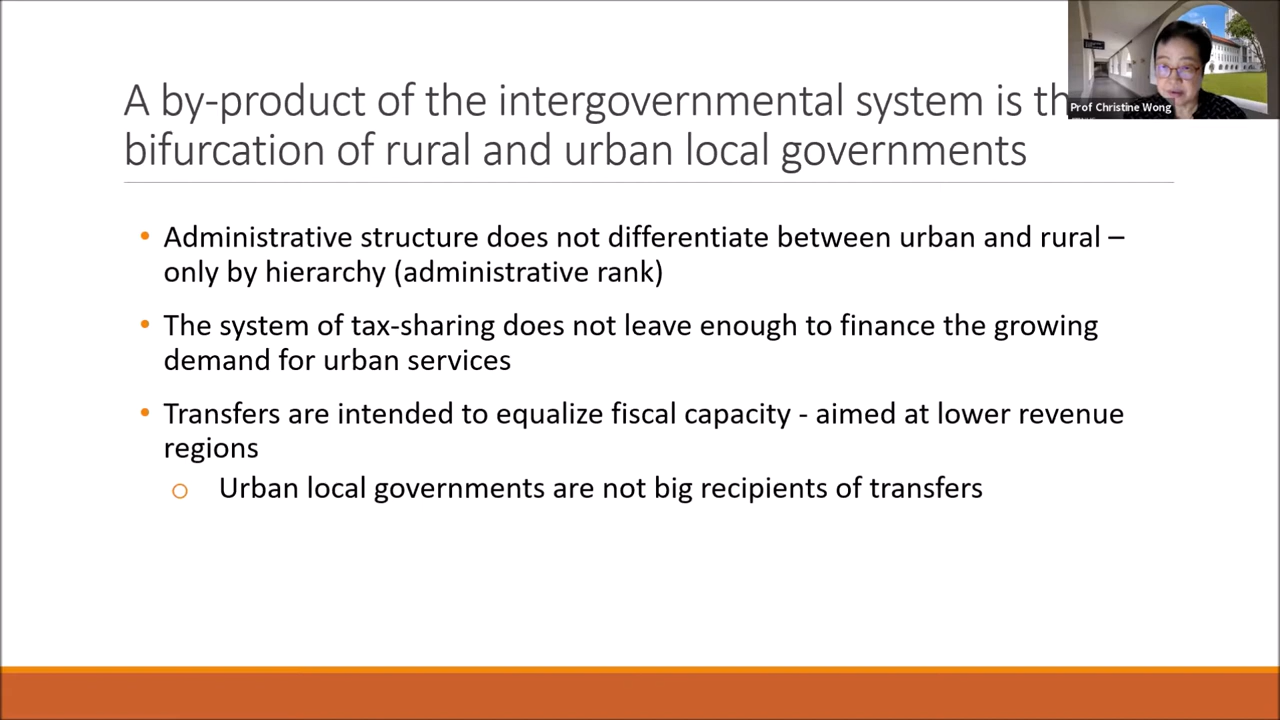 A by-product of the intergovernmental system is th
bifurcation of rural and urban local governments
Prof Christine Wong
• Administrative structure does not differentiate between urban and rural –
only by hierarchy (administrative rank)
• The system of tax-sharing does not leave enough to finance the growing
demand for urban services
• Transfers are intended to equalize fiscal capacity - aimed at lower revenue
regions
o Urban local governments are not big recipients of transfers